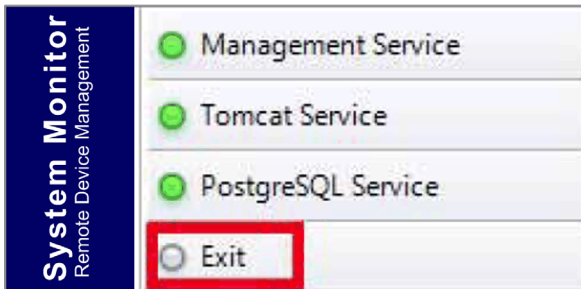 System Monitor
Remote Device Management
Management Service
Tomcat Service
PostgreSQL Service
Exit